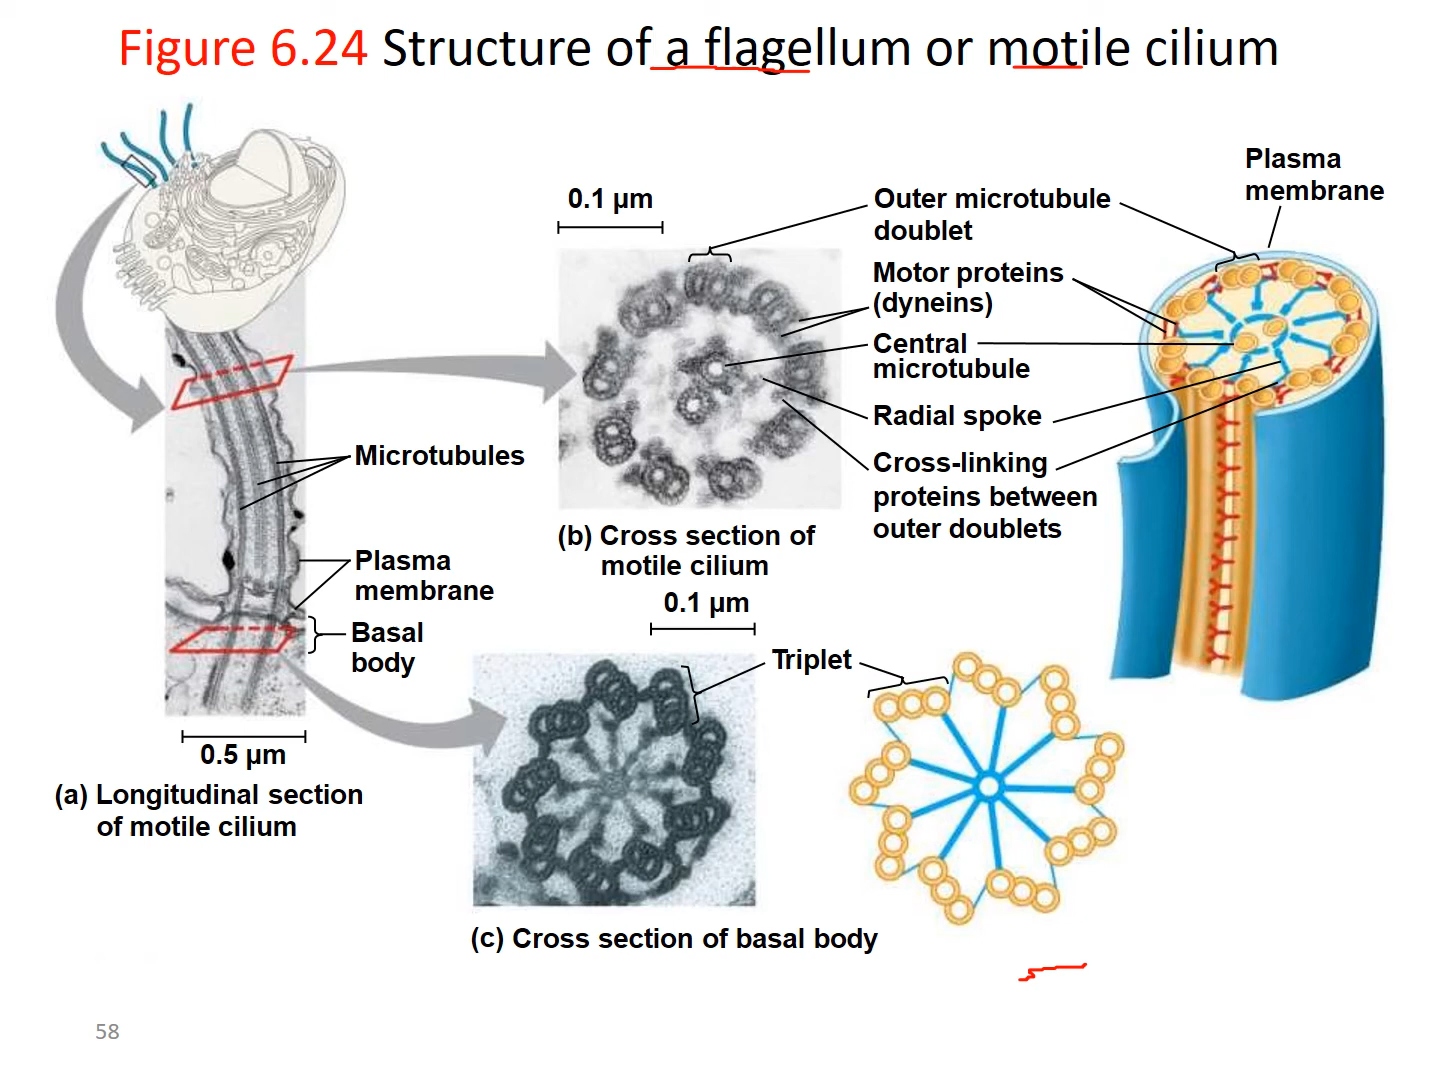 Figure 6.24 Structure of a flagellum or motile cilium
Plasma
membrane
0.1 µm
Outer microtubule
doublet
Motor proteins
(dyneins)
Central
microtubule
Radial spoke
Cross-linking
proteins between
outer doublets
Microtubules
(b) Cross section of
motile cilium
Plasma
membrane
0.1 µm
Basal
body
Triplet
0.5 µm
(a) Longitudinal section
of motile cilium
(c) Cross section of basal body
58